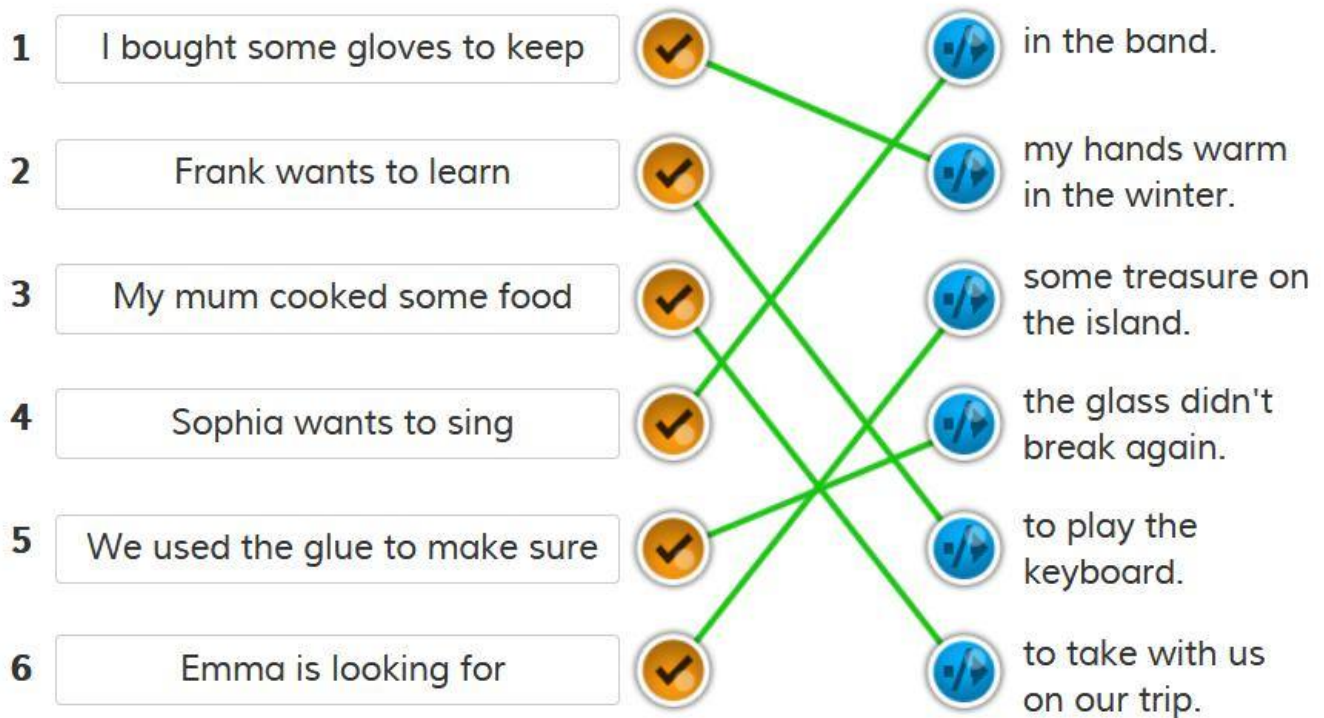 1 I bought some gloves to keep
in the band.
2 Frank wants to learn
my hands warm
in the winter.
3 My mum cooked some food
some treasure on
the island.
4 Sophia wants to sing
the glass didn't
break again.
5 We used the glue to make sure
to play the
keyboard.
6 Emma is looking for
to take with us
on our trip.